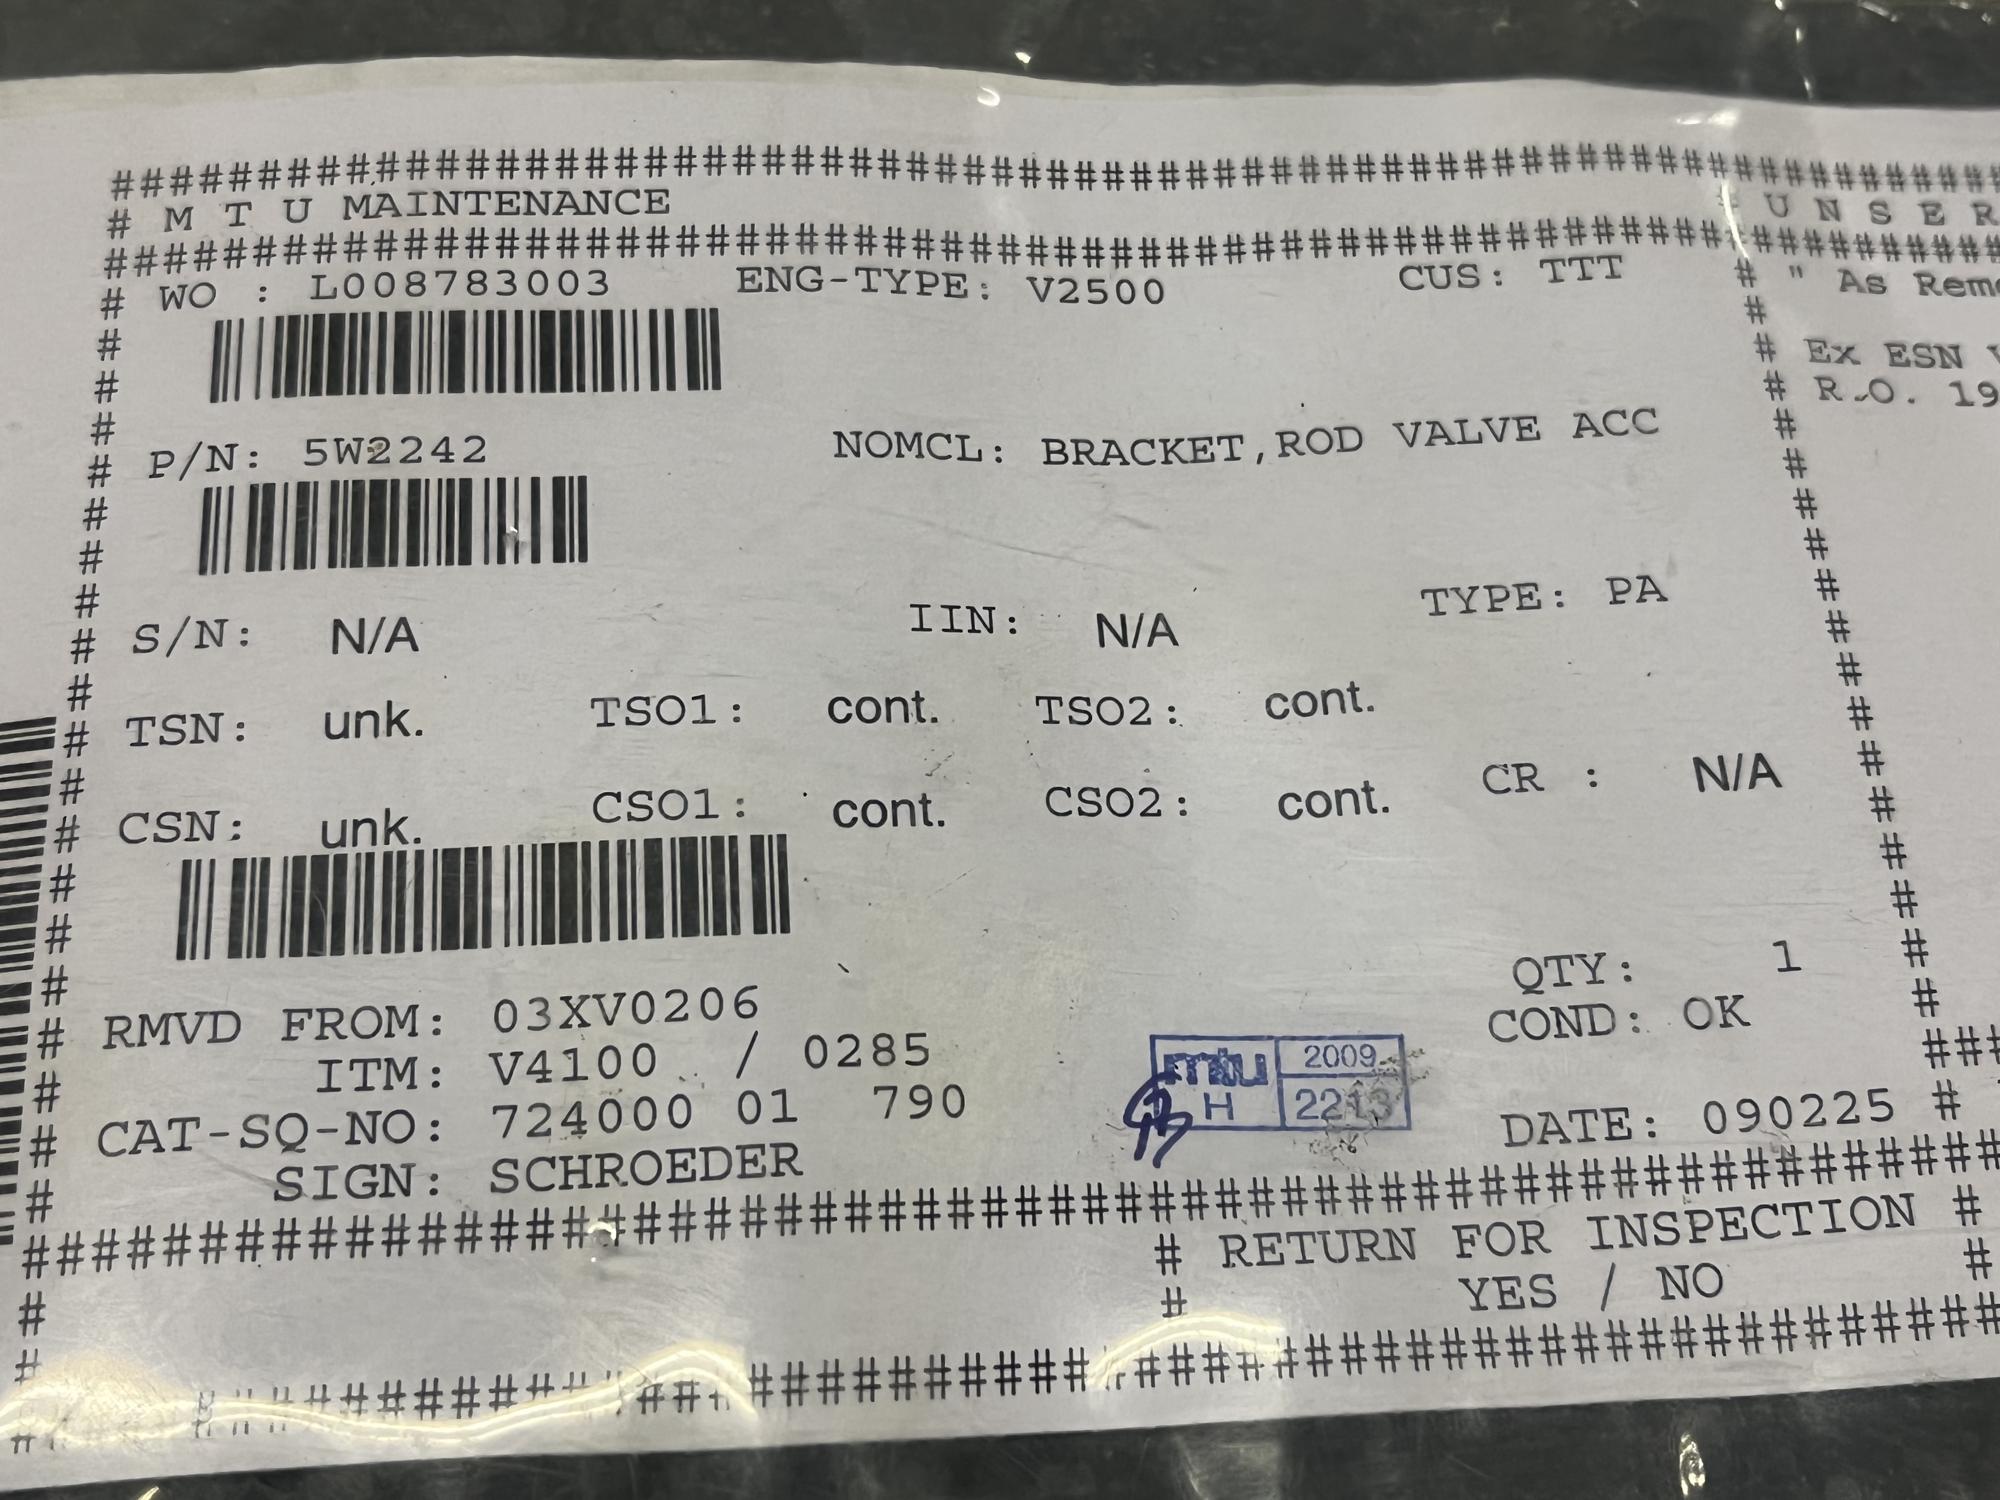 ##################################################################
# M T U MAINTENANCE U N S E R
##################################################################
# WO : L008783003 ENG-TYPE: V2500 CUS: TTT # " As
#
# Ex ESN
# P/N: 5W2242 NOMCL: BRACKET,ROD VALVE ACC # R.O. 19
# S/N: N/A IIN: N/A TYPE: PA #
# TSN: unk. TSO1: cont. TSO2: cont. #
# CSN: unk. CSO1: cont. CSO2: cont. CR : N/A #
QTY: 1 #
# RMVD FROM: 03XV0206 COND: OK
# ITM: V4100 / 0285 ###
mtu 2009
# CAT-SQ-NO: 724000 01 790 H DATE: 090225 #
# SIGN: SCHROEDER
##################################################################
# RETURN FOR INSPECTION #
# # YES / NO #
##################################################################